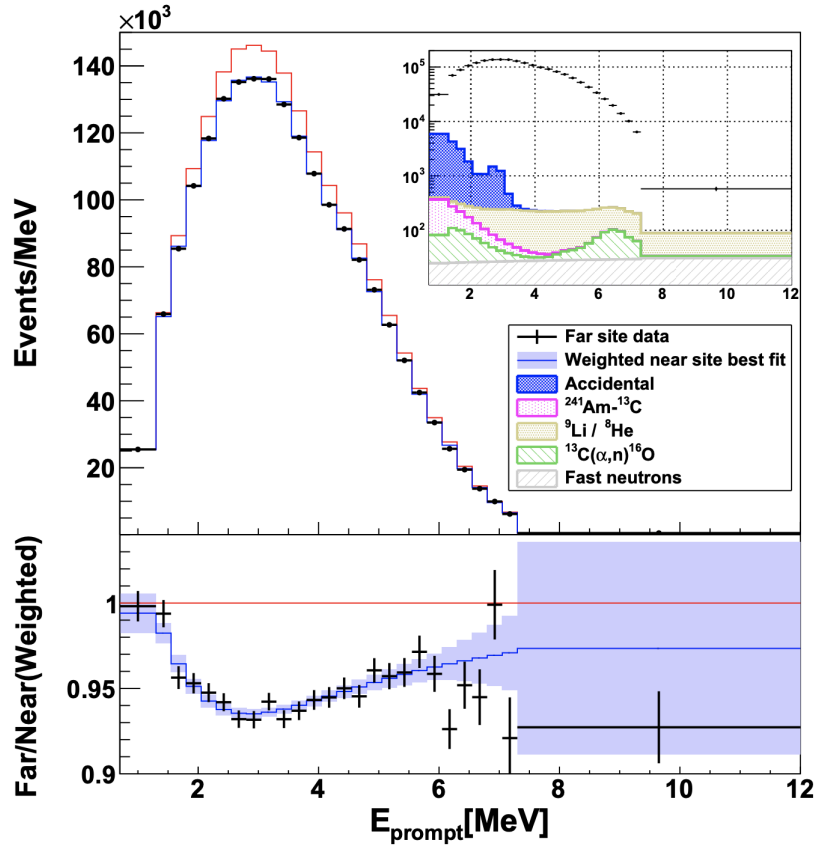 ×10³
140
120
100
80
60
40
20
Events/MeV
10⁵
10⁴
10³
10²
2 4 6 8 10 12
Far site data
Weighted near site best fit
Accidental
²⁴¹Am-¹³C
⁹Li / ⁸He
¹³C(α,n)¹⁶O
Fast neutrons
1
0.95
0.9
Far/Near(Weighted)
2 4 6 8 10 12
E_prompt[MeV]